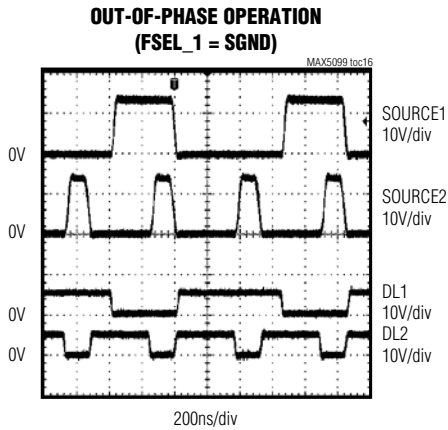 OUT-OF-PHASE OPERATION
(FSEL_1 = SGND)
MAX5099 toc16
SOURCE1
10V/div
0V
SOURCE2
10V/div
0V
DL1
10V/div
0V
DL2
10V/div
0V
200ns/div